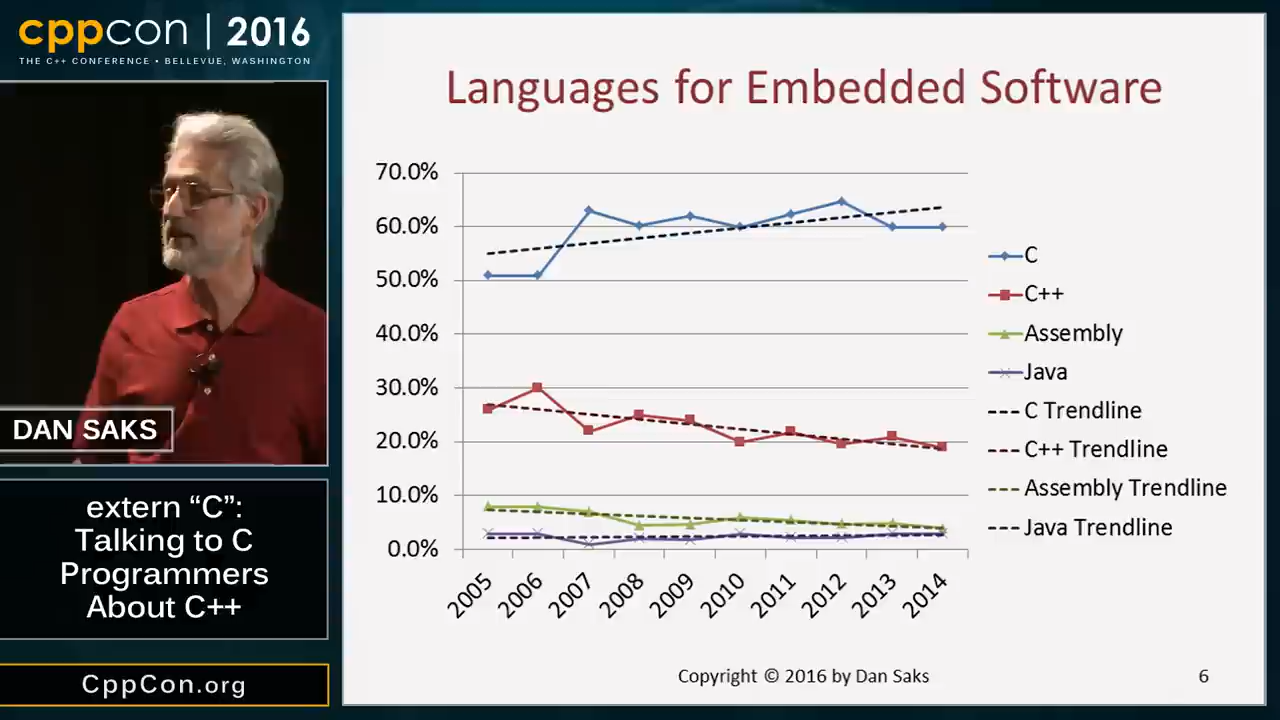 cppcon | 2016
THE C++ CONFERENCE • BELLEVUE, WASHINGTON
DAN SAKS
extern “C”:
Talking to C
Programmers
About C++
CppCon.org
Languages for Embedded Software
70.0%
60.0%
50.0%
40.0%
30.0%
20.0%
10.0%
0.0%
2005
2006
2007
2008
2009
2010
2011
2012
2013
2014
C
C++
Assembly
Java
C Trendline
C++ Trendline
Assembly Trendline
Java Trendline
Copyright © 2016 by Dan Saks
6